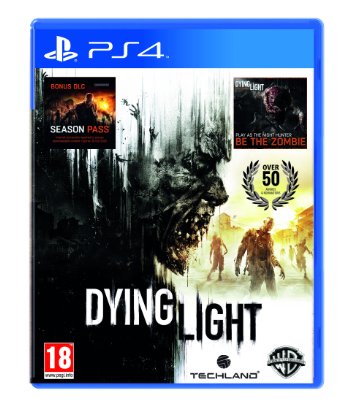 PS4
BONUS DLC
SEASON PASS
DYING LIGHT
PLAY AS THE NIGHT HUNTER
BE THE ZOMBIE
OVER
50
DYING LIGHT
18
www.pegi.info
TECHLAND
WB